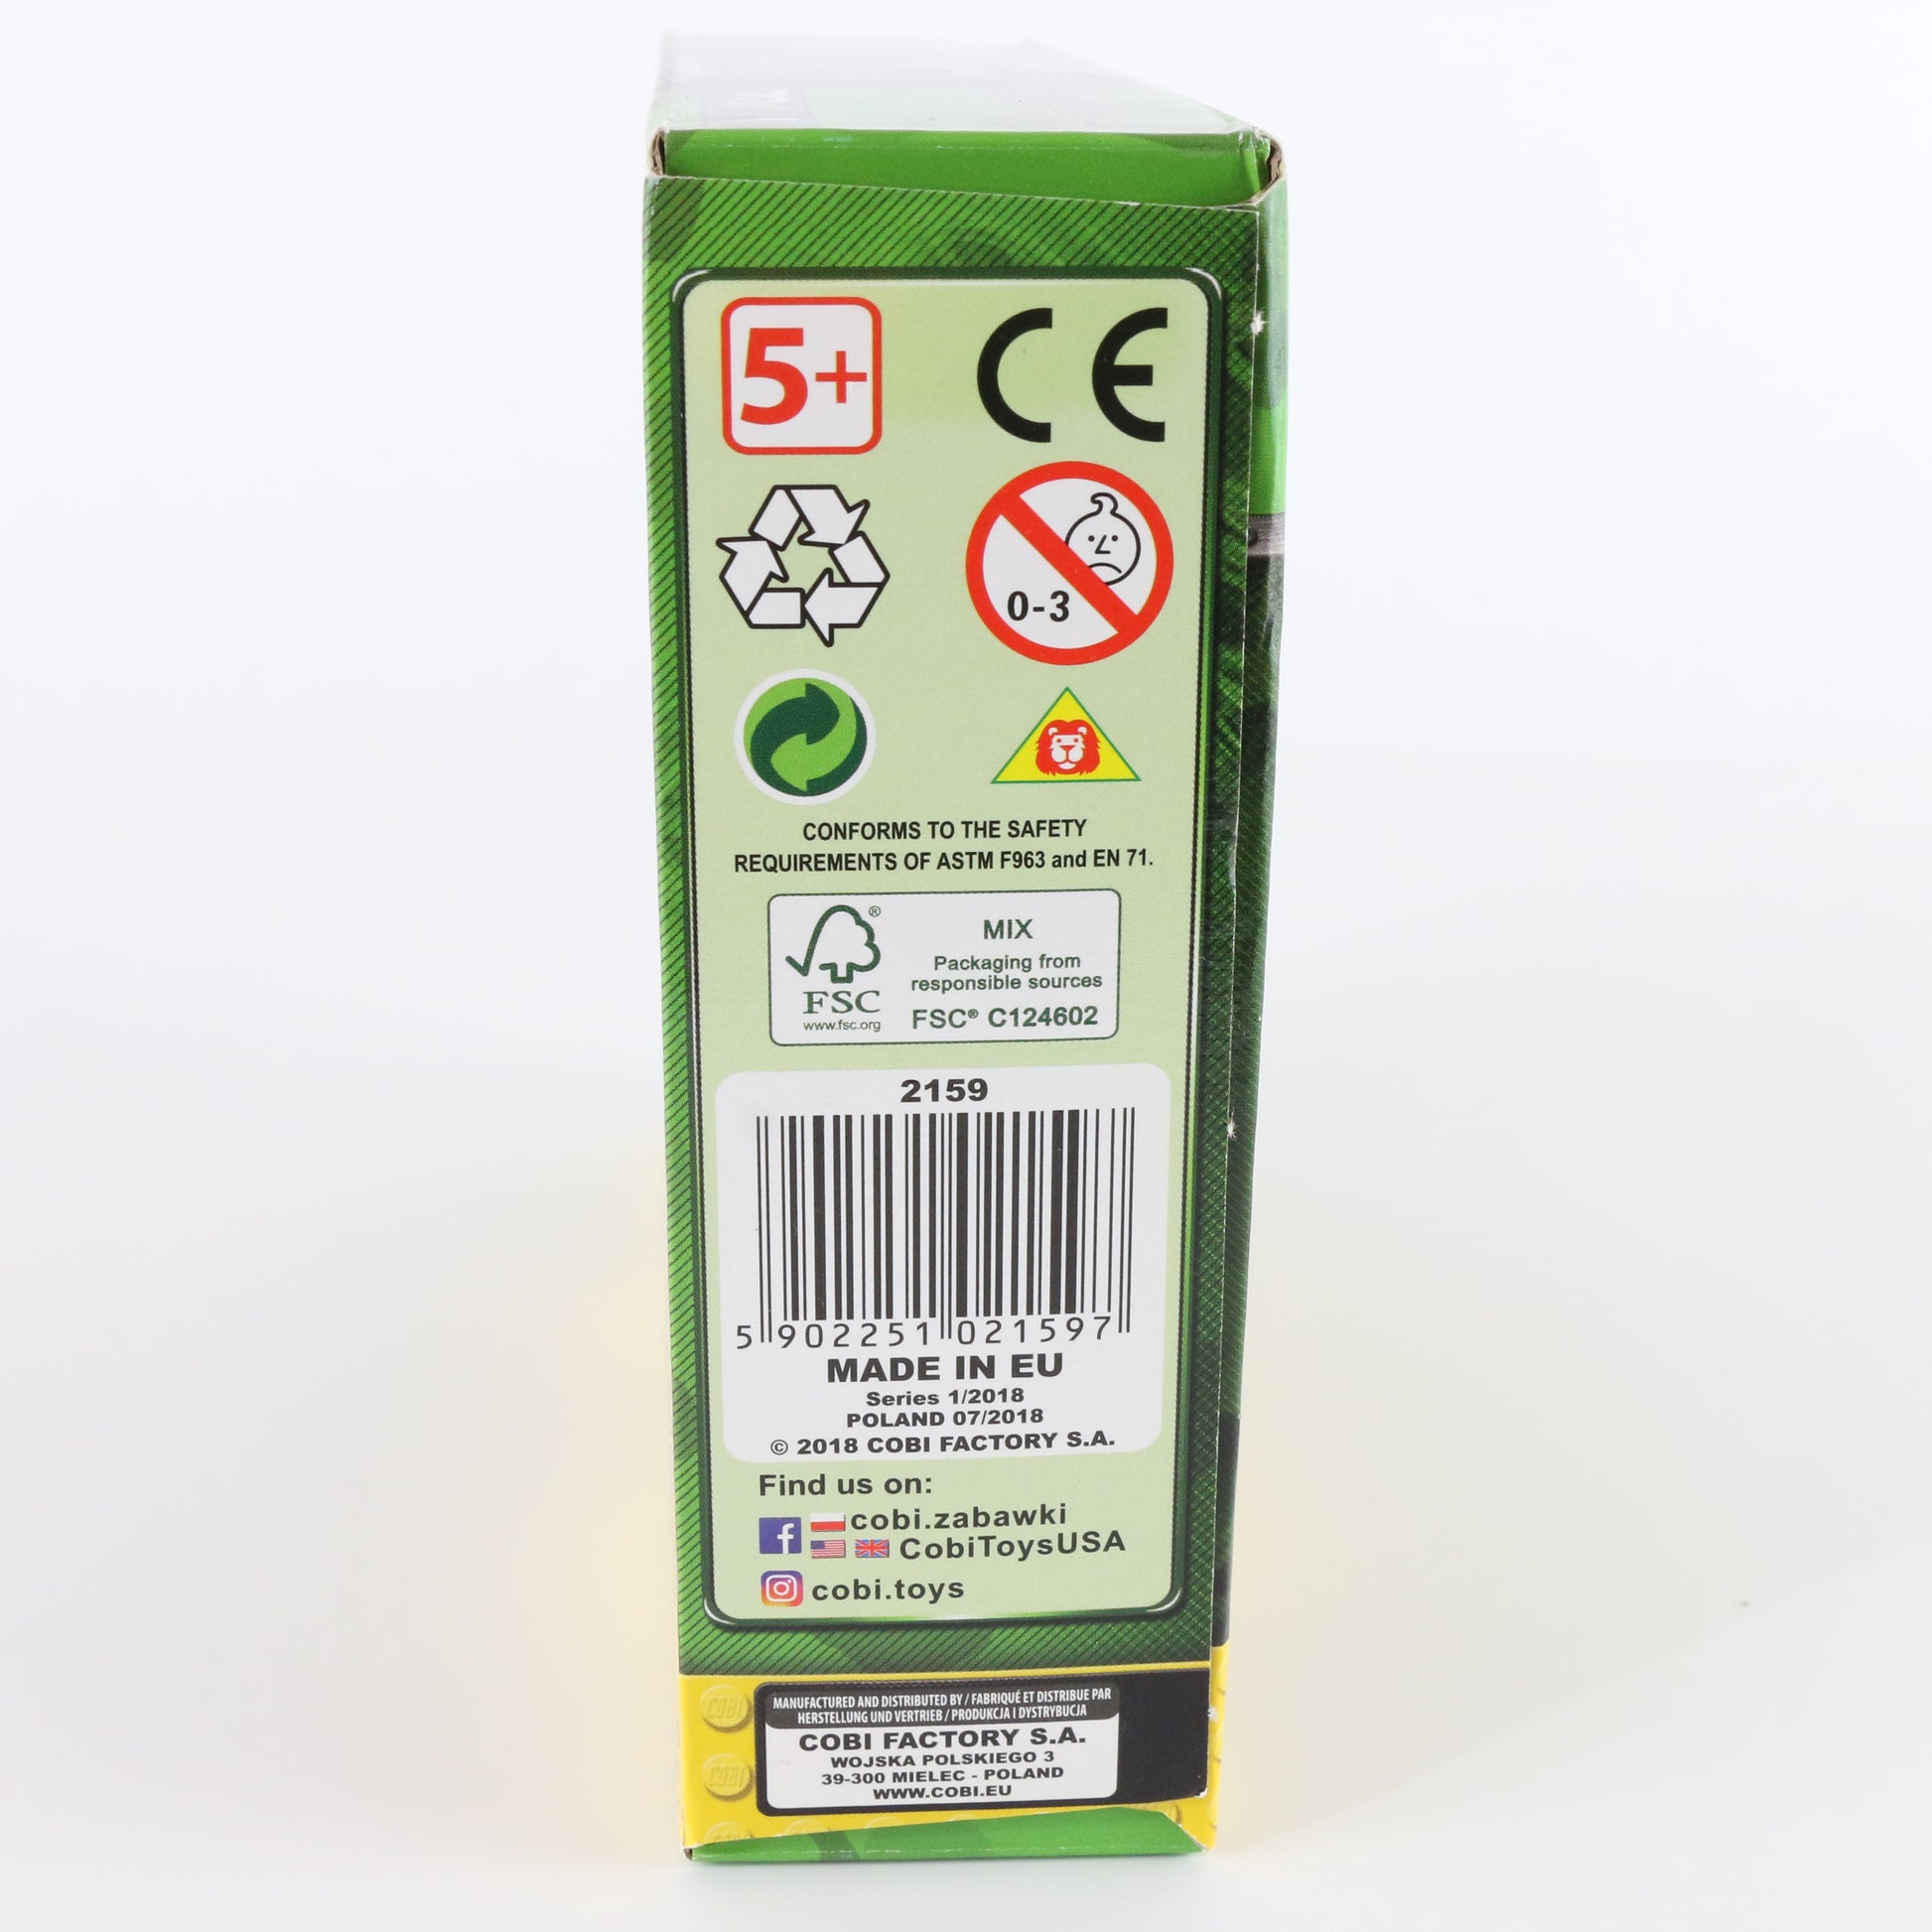 5+
CE
0-3
CONFORMS TO THE SAFETY
REQUIREMENTS OF ASTM F963 and EN 71.
MIX
Packaging from
responsible sources
FSC® C124602
FSC®
www.fsc.org
2159
5 902251 021597
MADE IN EU
Series 1/2018
POLAND 07/2018
© 2018 COBI FACTORY S.A.
Find us on:
cobi.zabawki
CobiToysUSA
cobi.toys
MANUFACTURED AND DISTRIBUTED BY / FABRIQUÉ ET DISTRIBUE PAR
HERSTELLUNG UND VERTRIEB / PRODUKCJA I DYSTRYBUCJA
COBI FACTORY S.A.
WOJSKA POLSKIEGO 3
39-300 MIELEC - POLAND
WWW.COBI.EU
COBI
COBI